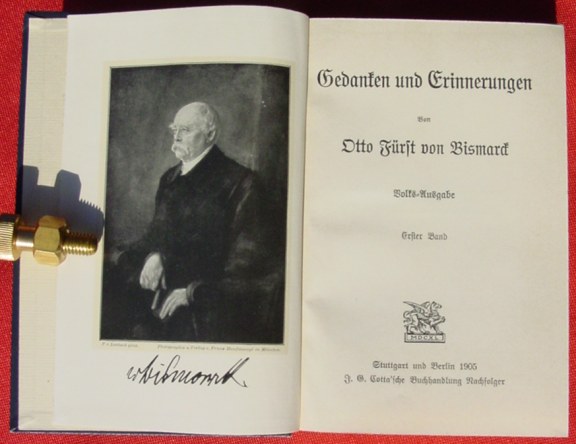 v Bismarck
Gedanken und Erinnerungen
Von
Otto Fürst von Bismarck
Volks-Ausgabe
Erster Band
MDCXL
Stuttgart und Berlin 1905
J. G. Cotta'sche Buchhandlung Nachfolger